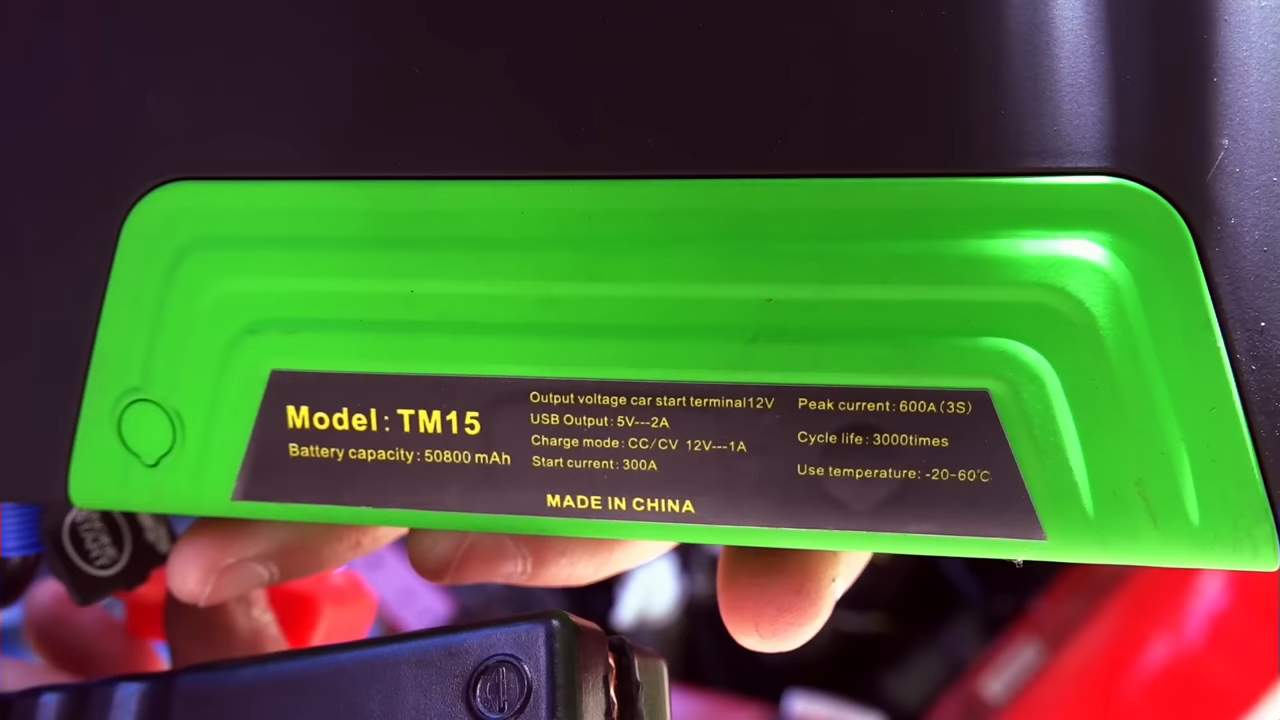 Model: TM15
Battery capacity: 50800 mAh
Output voltage car start terminal12V
USB Output: 5V---2A
Charge mode: CC/CV 12V---1A
Start current: 300A
Peak current: 600A(3S)
Cycle life: 3000times
Use temperature: -20-60℃
MADE IN CHINA